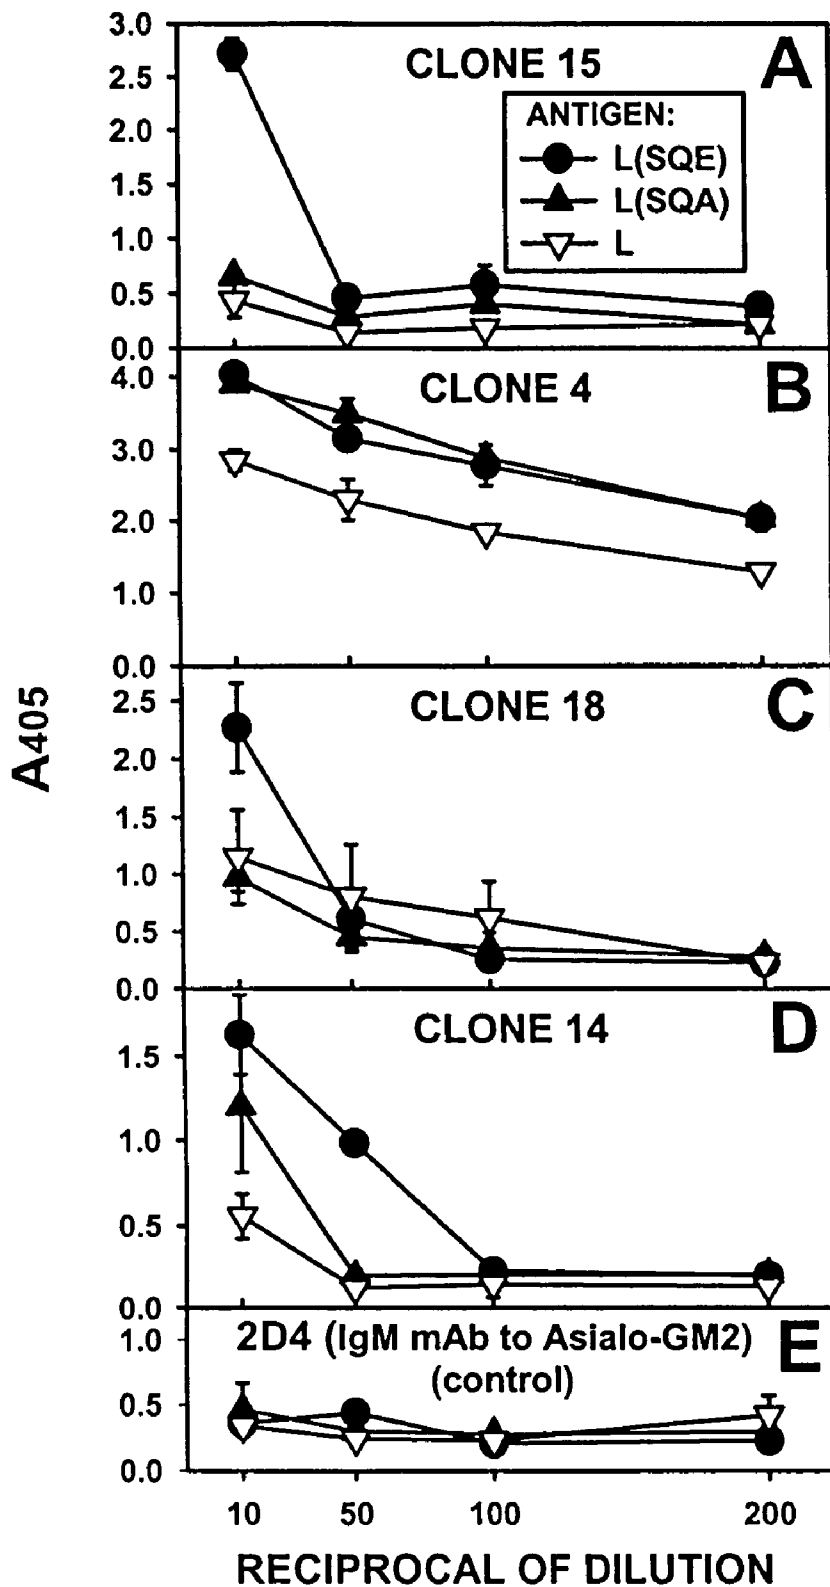 3.0
CLONE 15
A
2.5
ANTIGEN:
2.0
L(SQE)
1.5
L(SQA)
1.0
L
0.5
0.0
4.0
CLONE 4
B
3.0
2.0
1.0
0.0
A405
2.5
CLONE 18
C
2.0
1.5
1.0
0.5
0.0
CLONE 14
D
1.5
1.0
0.5
0.0
1.0
2D4 (IgM mAb to Asialo-GM2)
E
(control)
0.5
0.0
10 50 100 200
RECIPROCAL OF DILUTION